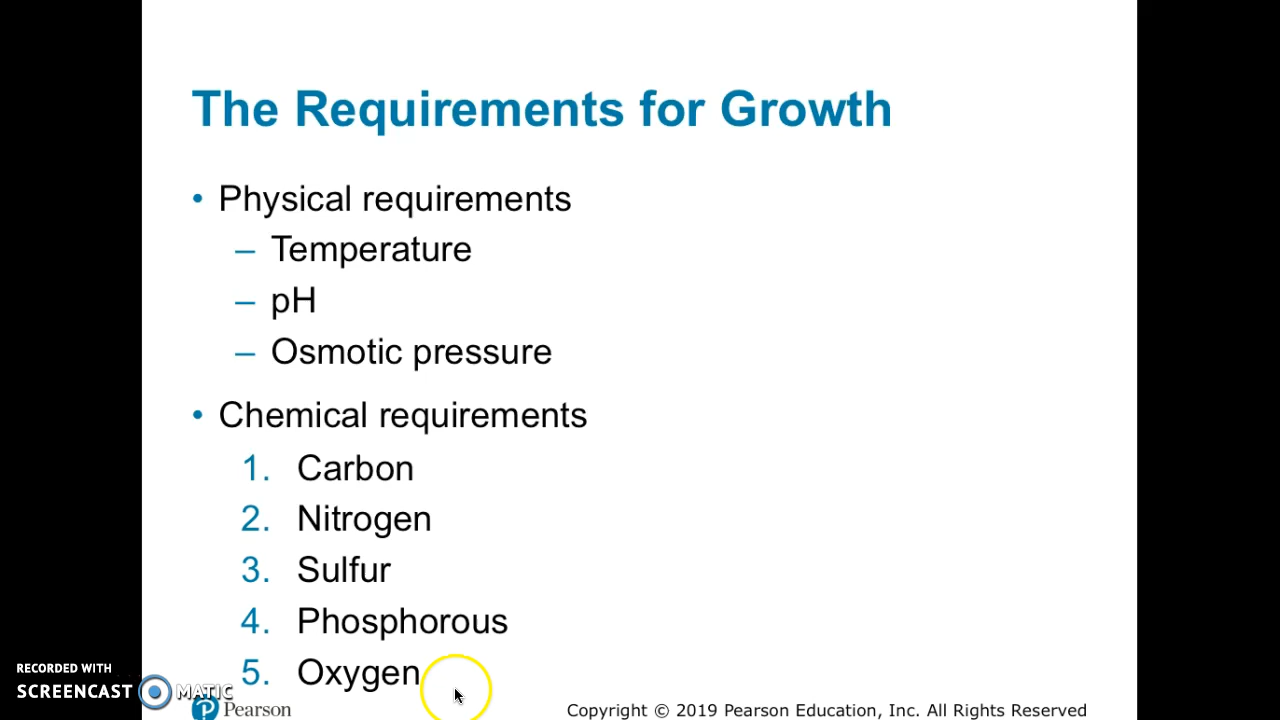 The Requirements for Growth
• Physical requirements
– Temperature
– pH
– Osmotic pressure
• Chemical requirements
1. Carbon
2. Nitrogen
3. Sulfur
4. Phosphorous
5. Oxygen
RECORDED WITH
SCREENCAST MATIC
Pearson
Copyright © 2019 Pearson Education, Inc. All Rights Reserved